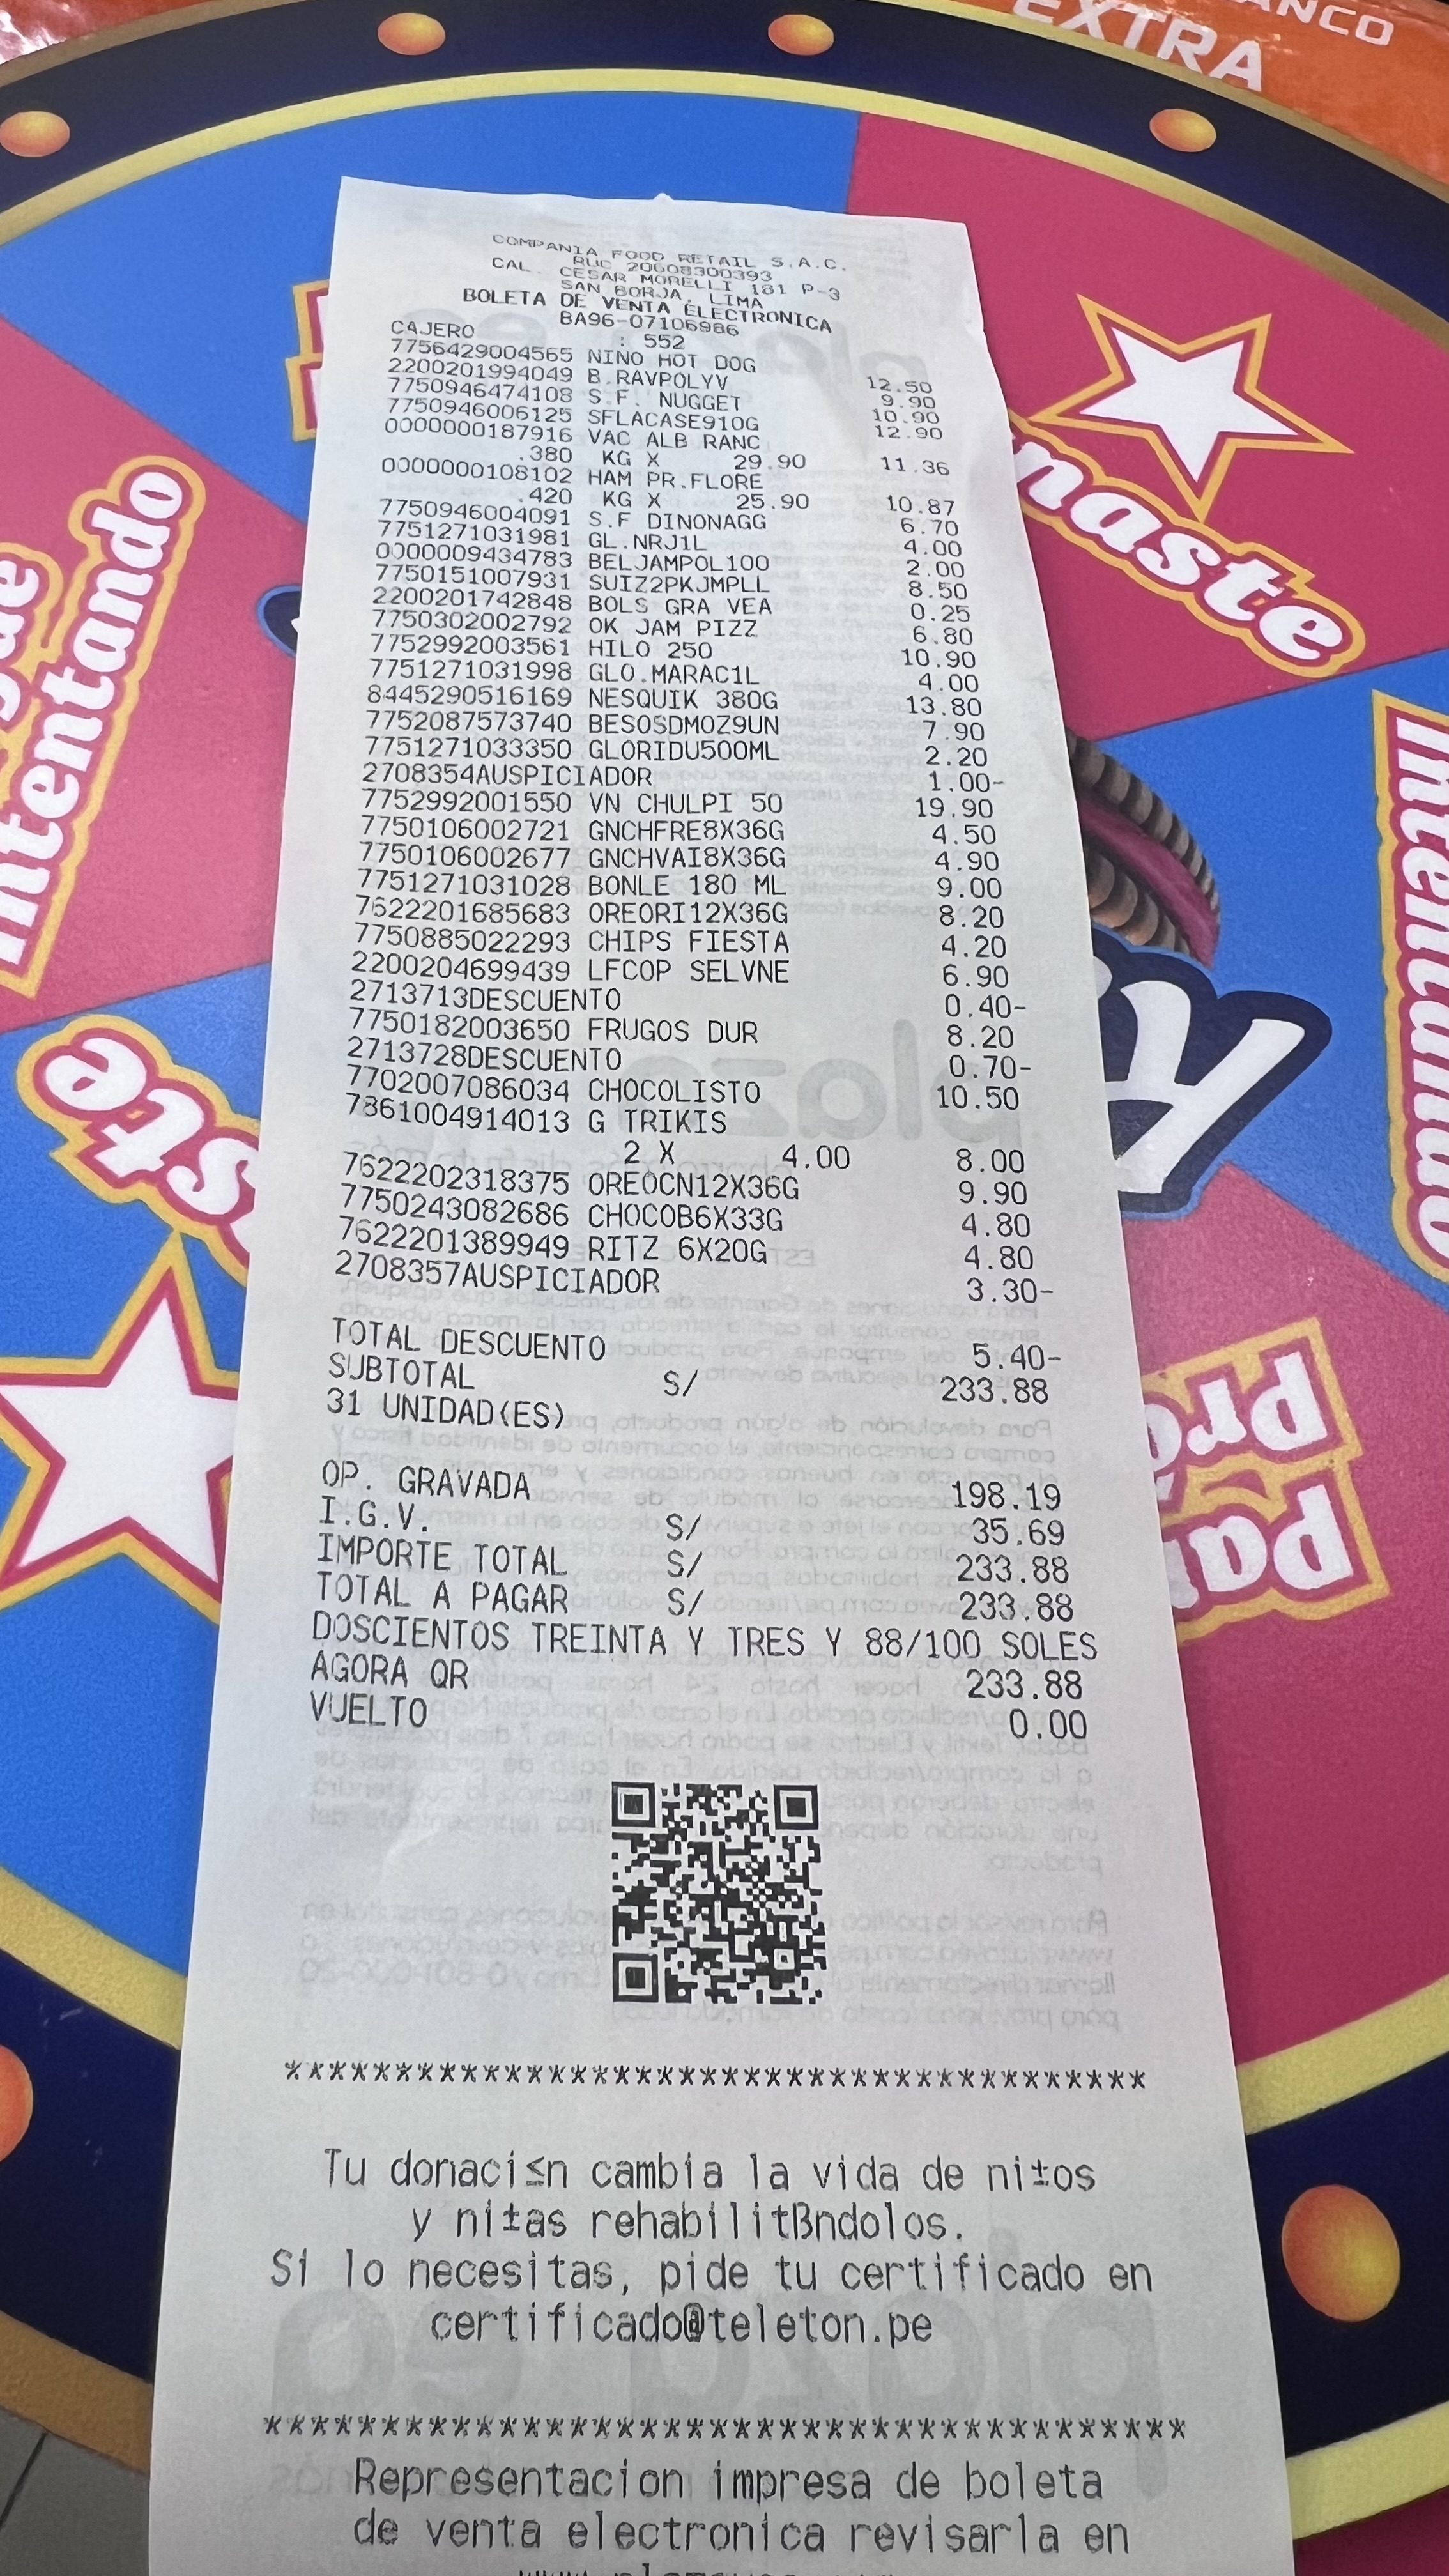 BLANCO
EXTRA
COMPANIA FOOD RETAIL S.A.C.
RUC 20608300393
CAL. CESAR MORELLI 181 P-3
SAN BORJA, LIMA
BOLETA DE VENTA ELECTRONICA
BA96-07106986
CAJERO : 552
7756429004565 NINO HOT DOG 12.50
2200201994049 B.RAVPOLYV 9.90
7750946474108 S.F. NUGGET 10.90
7750946006125 SFLACASE910G 12.90
0000000187916 VAC ALB RANC
.380 KG X 29.90 11.36
0000000108102 HAM PR.FLORE
.420 KG X 25.90 10.87
7750946004091 S.F DINONAGG 6.70
7751271031981 GL.NRJ1L 4.00
0000009434783 BELJAMPOL100 2.00
7750151007931 SUIZ2PKJMPLL 8.50
2200201742848 BOLS GRA VEA 0.25
7750302002792 OK JAM PIZZ 6.80
7752992003561 HILO 250 10.90
7751271031998 GLO.MARAC1L 4.00
8445290516169 NESQUIK 380G 13.80
7752087573740 BESOSDMOZ9UN 7.90
7751271033350 GLORIDU500ML 2.20
2708354AUSPICIADOR 1.00-
7752992001550 VN CHULPI 50 19.90
7750106002721 GNCHFRE8X36G 4.50
7750106002677 GNCHVAI8X36G 4.90
7751271031028 BONLE 180 ML 9.00
7622201685683 OREORI12X36G 8.20
7750885022293 CHIPS FIESTA 4.20
2200204699439 LFCOP SELVNE 6.90
2713713DESCUENTO 0.40-
7750182003650 FRUGOS DUR 8.20
2713728DESCUENTO 0.70-
7702007086034 CHOCOLISTO 10.50
7861004914013 G TRIKIS
2 X 4.00 8.00
7622202318375 OREOCN12X36G 9.90
7750243082686 CHOCOB6X33G 4.80
7622201389949 RITZ 6X20G 4.80
2708357AUSPICIADOR 3.30-
TOTAL DESCUENTO 5.40-
SUBTOTAL S/ 233.88
31 UNIDAD(ES)
OP. GRAVADA 198.19
I.G.V. S/ 35.69
IMPORTE TOTAL S/ 233.88
TOTAL A PAGAR S/ 233.88
DOSCIENTOS TREINTA Y TRES Y 88/100 SOLES
AGORA QR 233.88
VUELTO 0.00
****************************************
Tu donaci≤n cambia la vida de ni±os
y ni±as rehabilitßndolos.
Si lo necesitas, pide tu certificado en
certificado@teleton.pe
****************************************
Representacion impresa de boleta
de venta electronica revisarla en
naste
intentando
Intentando